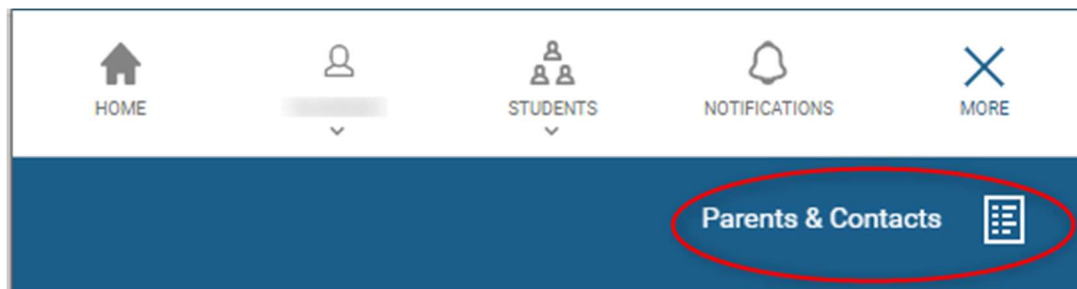 HOME
STUDENTS
NOTIFICATIONS
MORE
Parents & Contacts